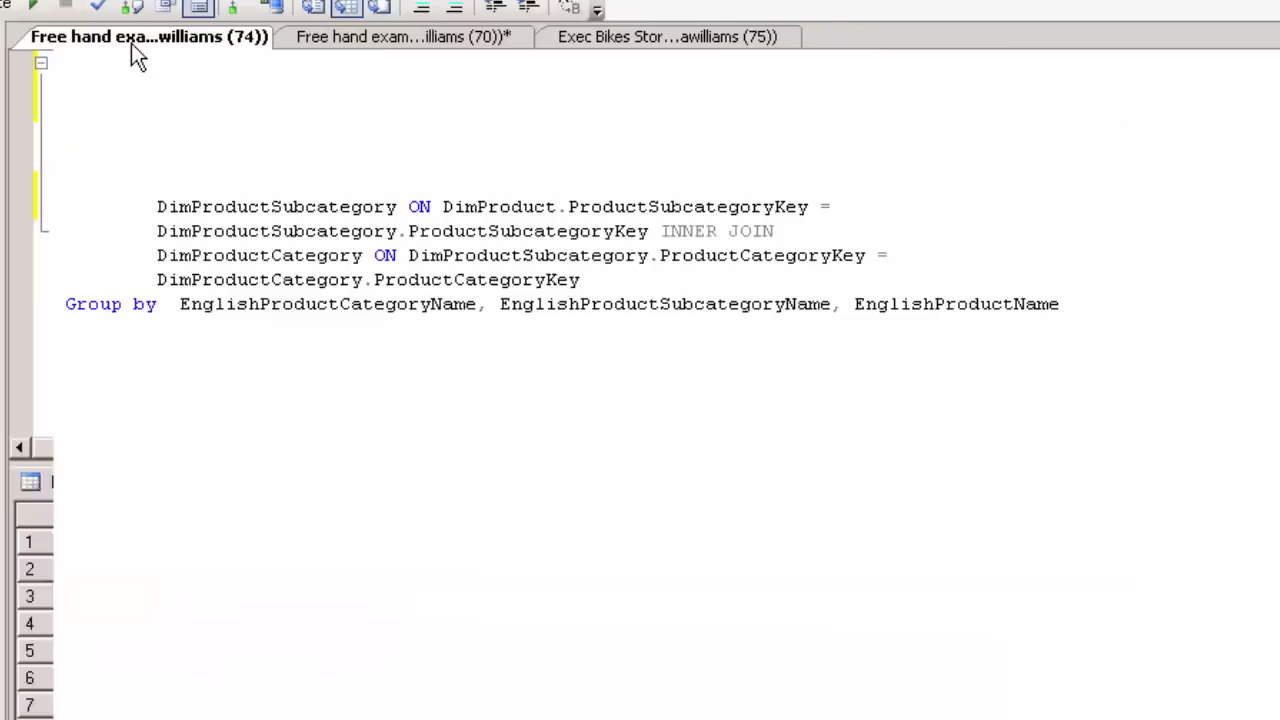 Free hand exa...williams (74))
Free hand exam...illiams (70))*
Exec Bikes Stor...awilliams (75))
DimProductSubcategory ON DimProduct.ProductSubcategoryKey =
DimProductSubcategory.ProductSubcategoryKey INNER JOIN
DimProductCategory ON DimProductSubcategory.ProductCategoryKey =
DimProductCategory.ProductCategoryKey
Group by  EnglishProductCategoryName, EnglishProductSubcategoryName, EnglishProductName
1
2
3
4
5
6
7